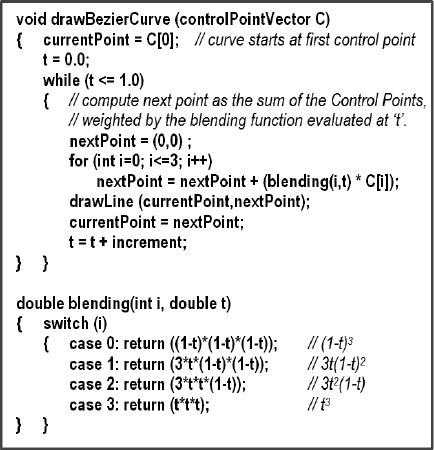 void drawBezierCurve (controlPointVector C)
{ currentPoint = C[0]; // curve starts at first control point
t = 0.0;
while (t <= 1.0)
{ // compute next point as the sum of the Control Points,
// weighted by the blending function evaluated at ‘t’.
nextPoint = (0,0) ;
for (int i=0; i<=3; i++)
nextPoint = nextPoint + (blending(i,t) * C[i]);
drawLine (currentPoint,nextPoint);
currentPoint = nextPoint;
t = t + increment;
} }
double blending(int i, double t)
{ switch (i)
{ case 0: return ((1-t)*(1-t)*(1-t)); // (1-t)³
case 1: return (3*t*(1-t)*(1-t)); // 3t(1-t)²
case 2: return (3*t*t*(1-t)); // 3t²(1-t)
case 3: return (t*t*t); // t³
} }